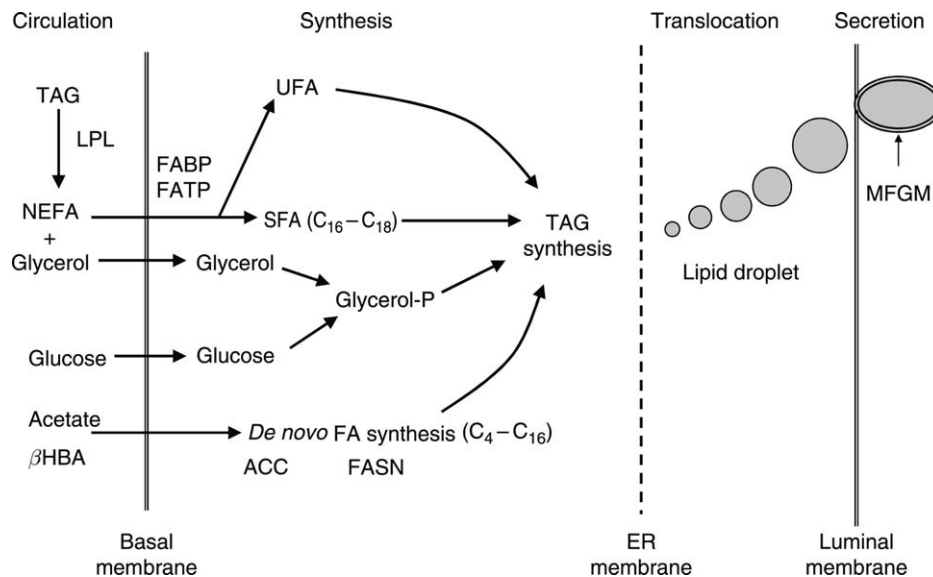 Circulation
Synthesis
Translocation
Secretion
TAG
LPL
FABP
FATP
UFA
NEFA
+
Glycerol
SFA (C₁₆–C₁₈)
Glycerol
Glycerol-P
TAG
synthesis
Lipid droplet
MFGM
Glucose
Glucose
Acetate
βHBA
De novo FA synthesis (C₄–C₁₆)
ACC
FASN
Basal
membrane
ER
membrane
Luminal
membrane